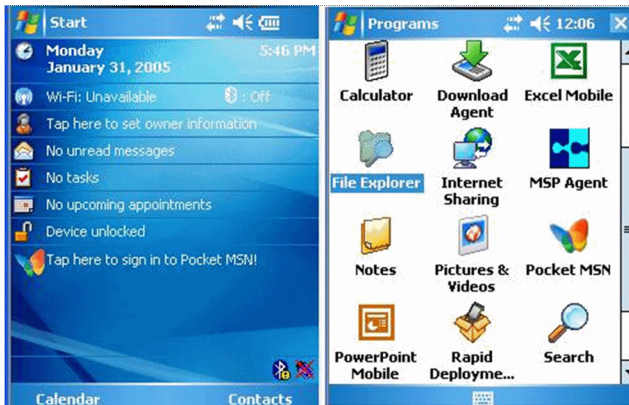 Start
Monday 5:46 PM
January 31, 2005
Wi-Fi: Unavailable : Off
Tap here to set owner information
No unread messages
No tasks
No upcoming appointments
Device unlocked
Tap here to sign in to Pocket MSN!
Calendar Contacts
Programs 12:06
Calculator Download Agent Excel Mobile
File Explorer Internet Sharing MSP Agent
Notes Pictures & Videos Pocket MSN
PowerPoint Mobile Rapid Deployme... Search